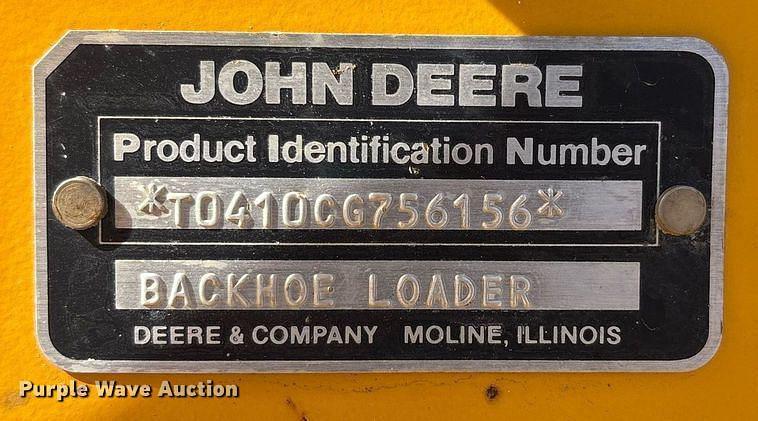 JOHN DEERE
Product Identification Number
*T0410CG756156*
BACKHOE LOADER
DEERE & COMPANY MOLINE, ILLINOIS
Purple Wave Auction